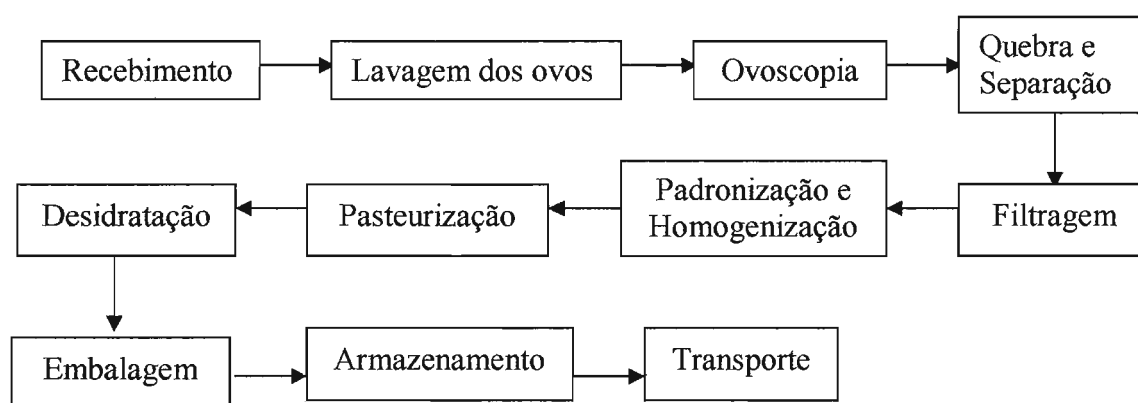 Recebimento
Lavagem dos ovos
Ovoscopia
Quebra e
Separação
Filtragem
Padronização e
Homogenização
Pasteurização
Desidratação
Embalagem
Armazenamento
Transporte